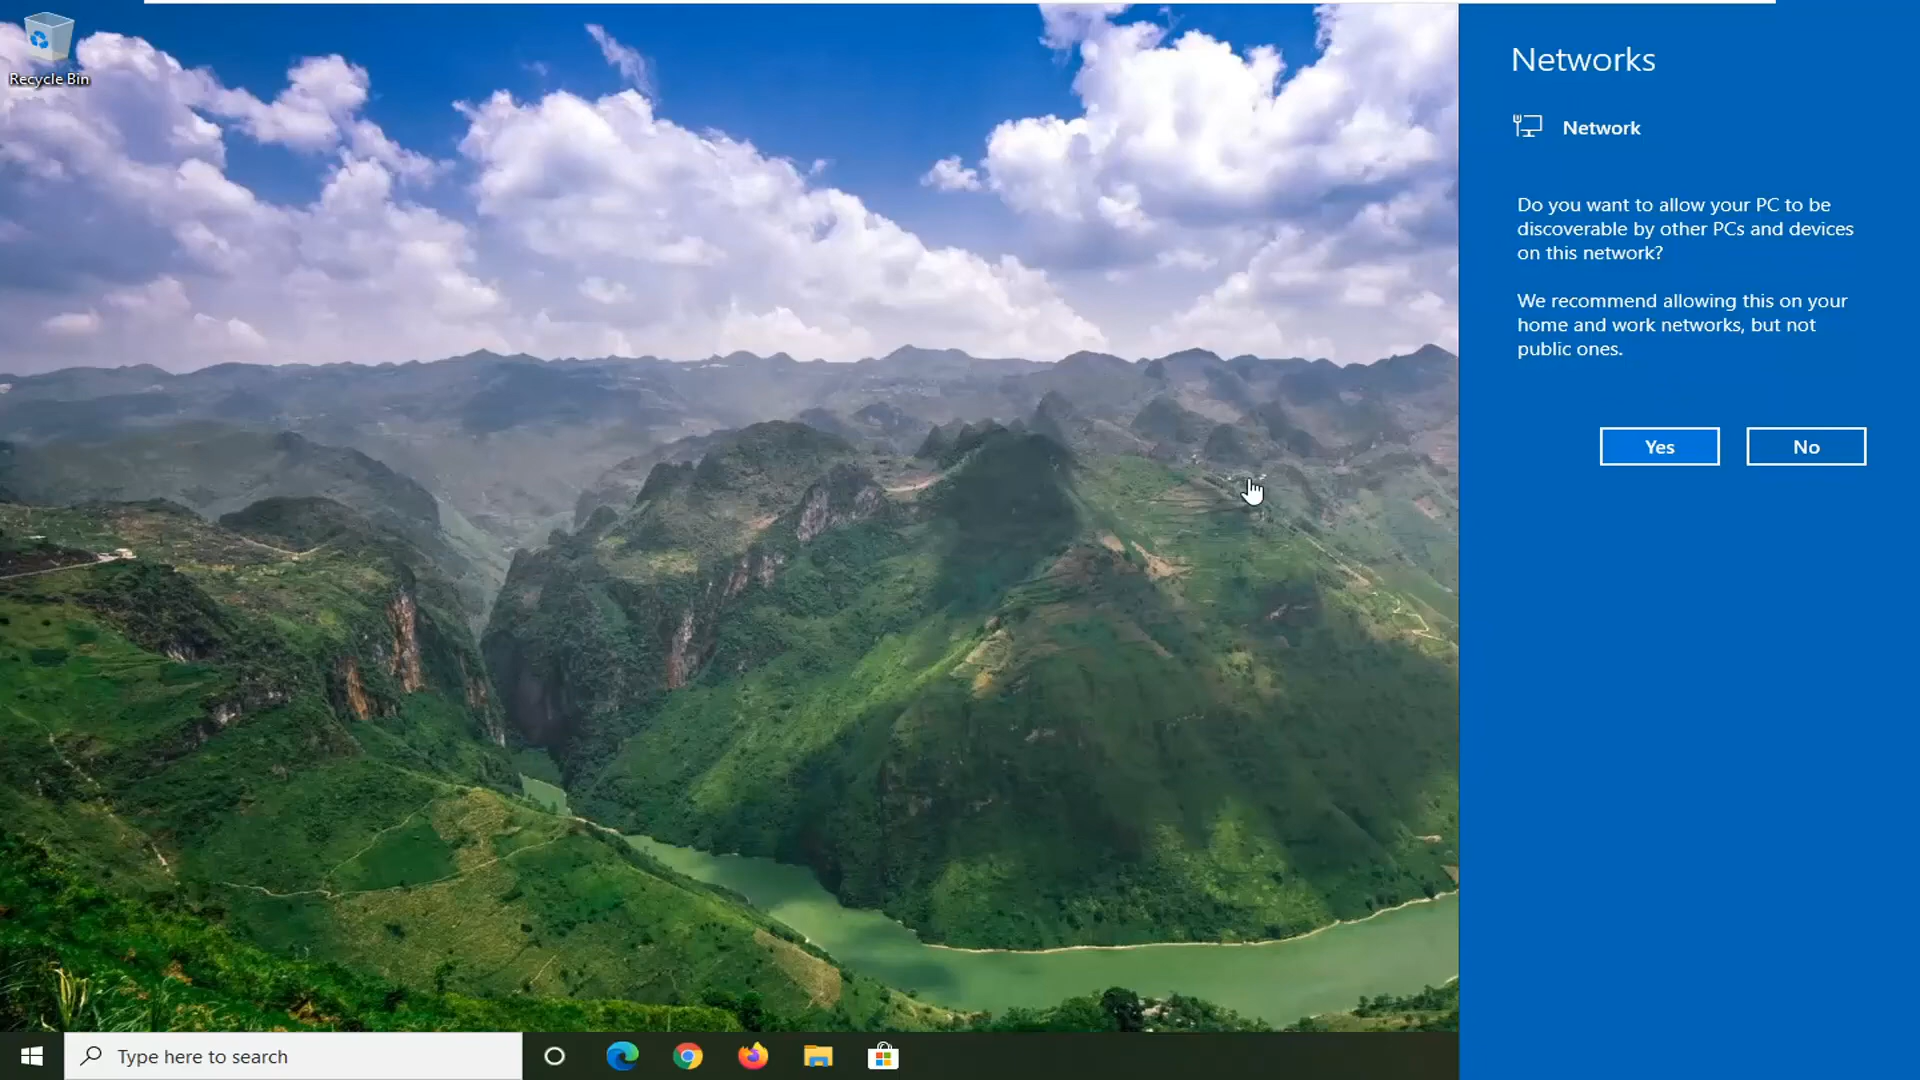 Recycle Bin
Networks
Network
Do you want to allow your PC to be
discoverable by other PCs and devices
on this network?
We recommend allowing this on your
home and work networks, but not
public ones.
Yes
No
Type here to search